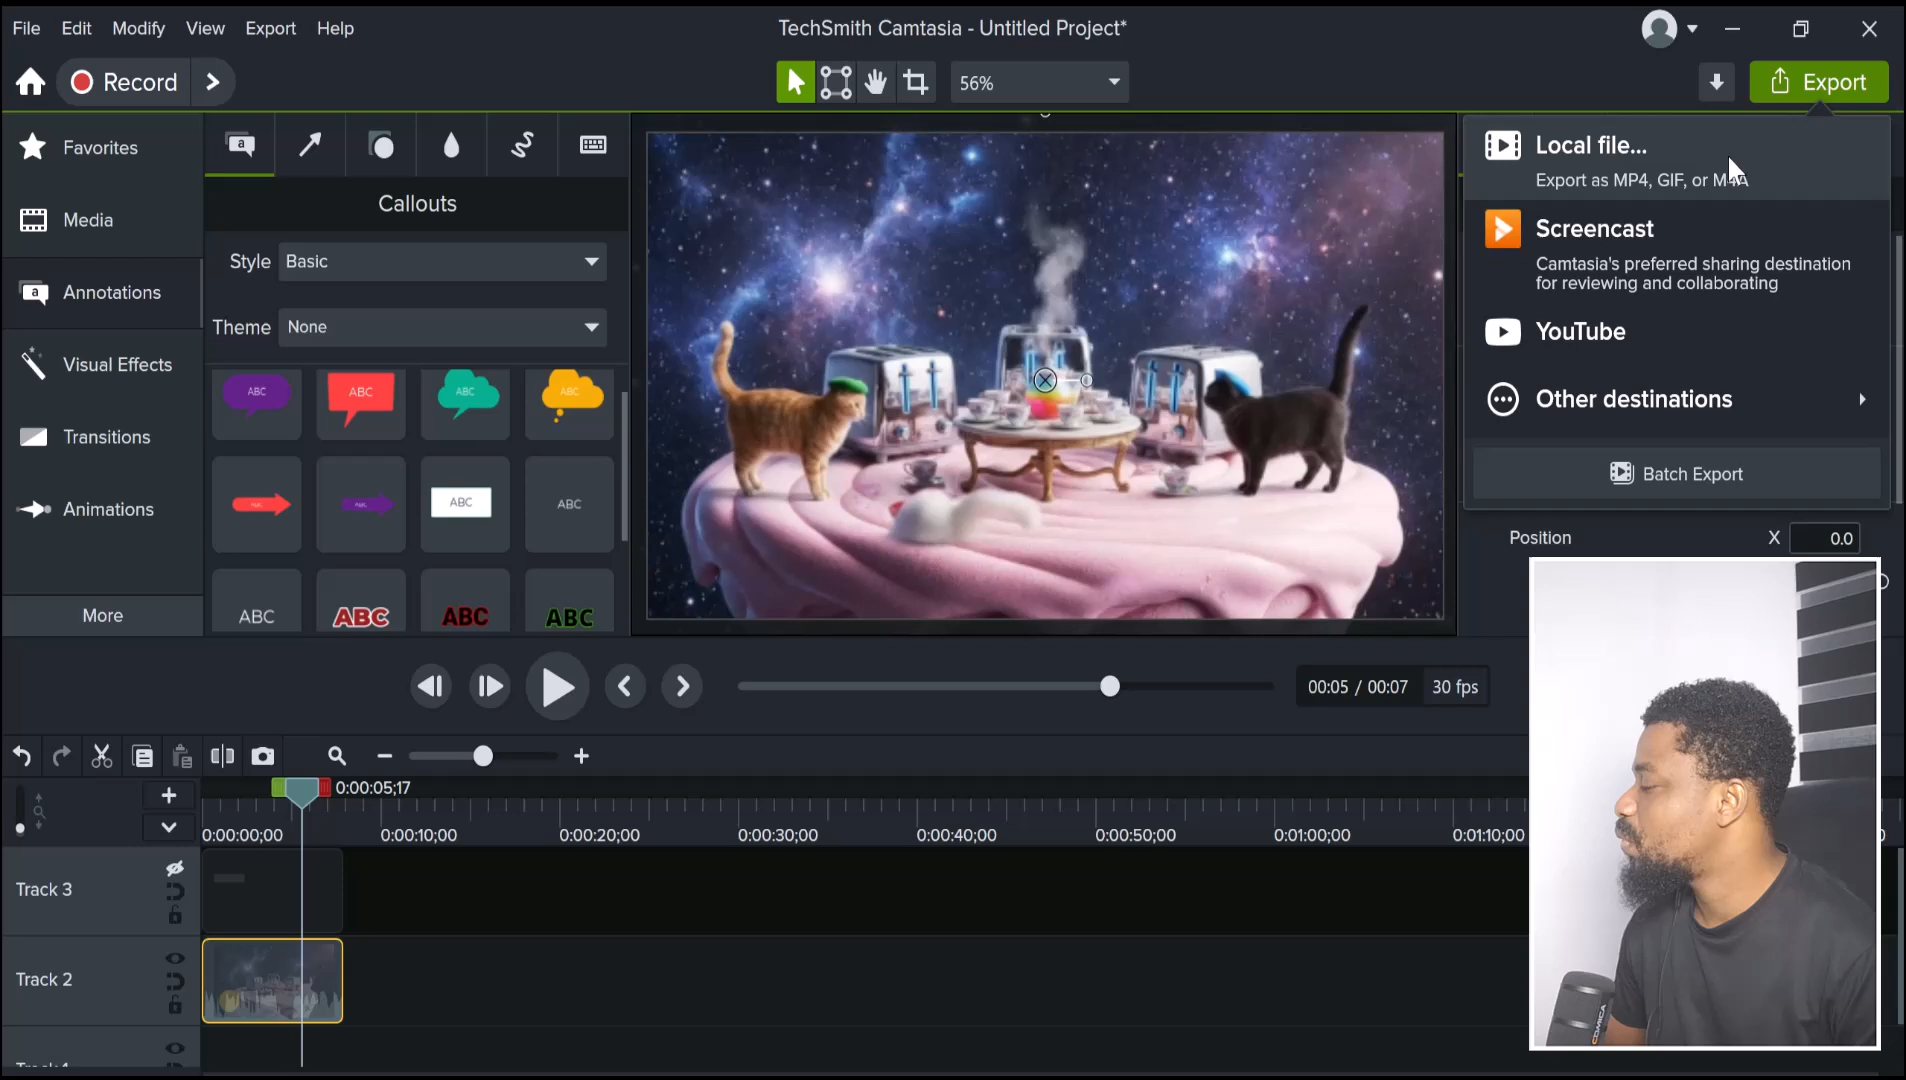 File Edit Modify View Export Help
TechSmith Camtasia - Untitled Project*
Record
56%
Export
Favorites
Media
Annotations
Visual Effects
Transitions
Animations
More
a
a
Callouts
Style Basic
Theme None
ABC ABC ABC ABC
ABC ABC
ABC ABC ABC ABC
Local file...
Export as MP4, GIF, or M4A
Screencast
Camtasia's preferred sharing destination
for reviewing and collaborating
YouTube
Other destinations
Batch Export
Position X 0.0
00:05 / 00:07 30 fps
0:00:05;17
0:00:00;00 0:00:10;00 0:00:20;00 0:00:30;00 0:00:40;00 0:00:50;00 0:01:00;00 0:01:10;00
Track 3
Track 2
COMICA